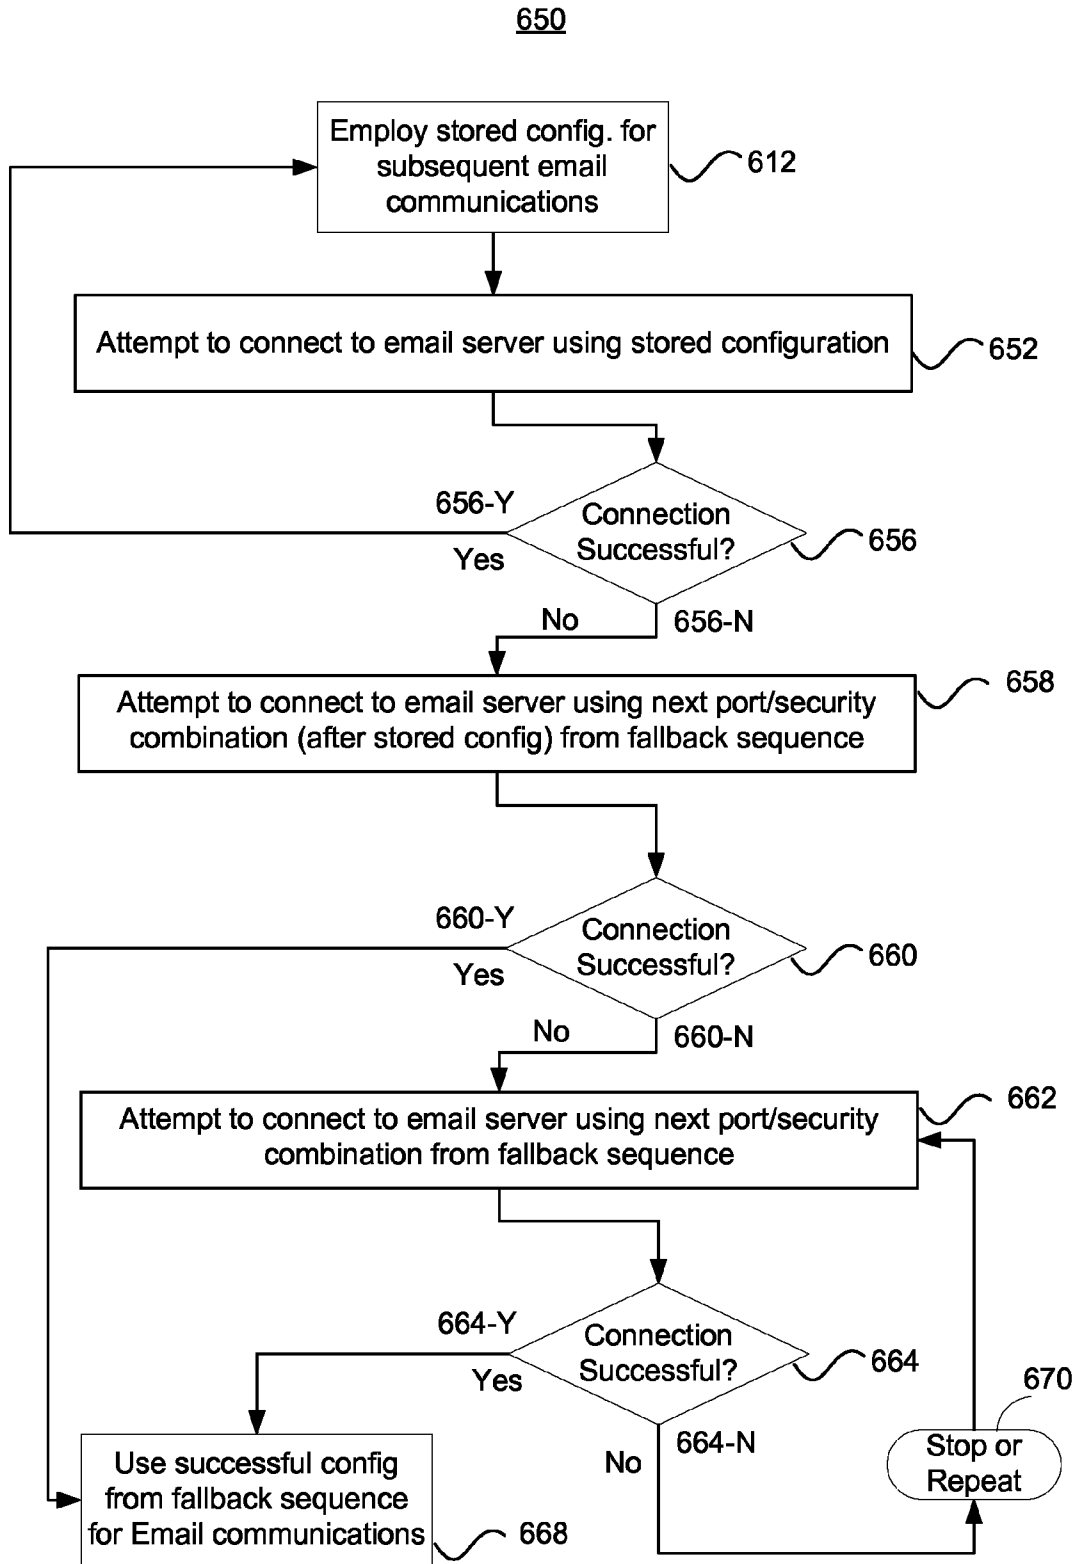 650
Employ stored config. for
subsequent email
communications
612
Attempt to connect to email server using stored configuration
652
656-Y
Connection
Successful?
656
Yes
No
656-N
658
Attempt to connect to email server using next port/security
combination (after stored config) from fallback sequence
660-Y
Connection
Successful?
660
Yes
No
660-N
662
Attempt to connect to email server using next port/security
combination from fallback sequence
664-Y
Connection
Successful?
664
Yes
670
664-N
No
Stop or
Repeat
Use successful config
from fallback sequence
for Email communications
668